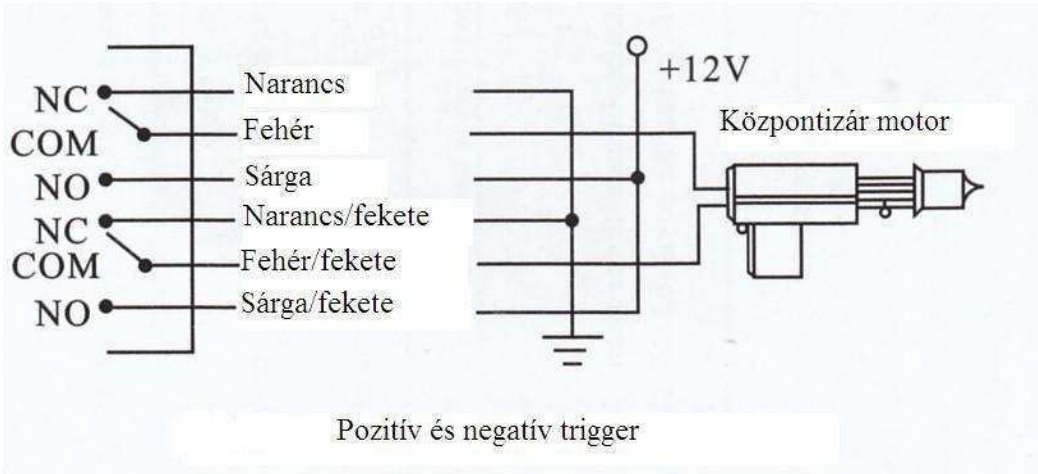 NC
Narancs
COM
Fehér
NO
Sárga
NC
Narancs/fekete
COM
Fehér/fekete
NO
Sárga/fekete
+12V
Központizár motor
Pozitív és negatív trigger